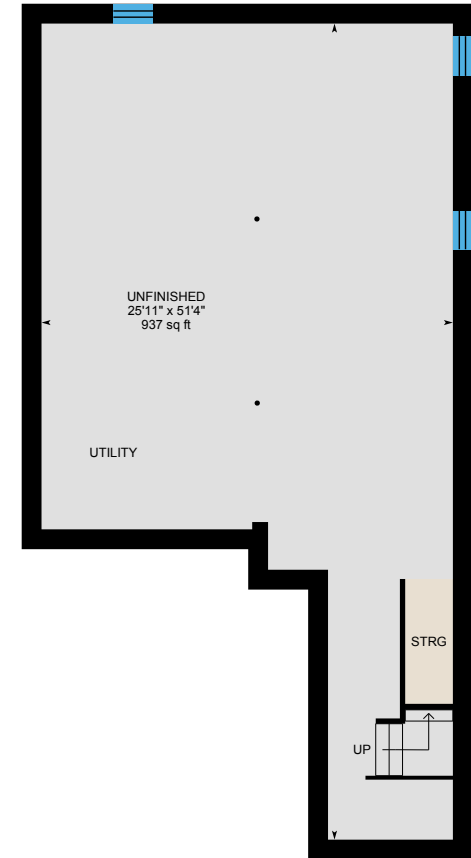 UNFINISHED
25'11" x 51'4"
937 sq ft
UTILITY
STRG
UP